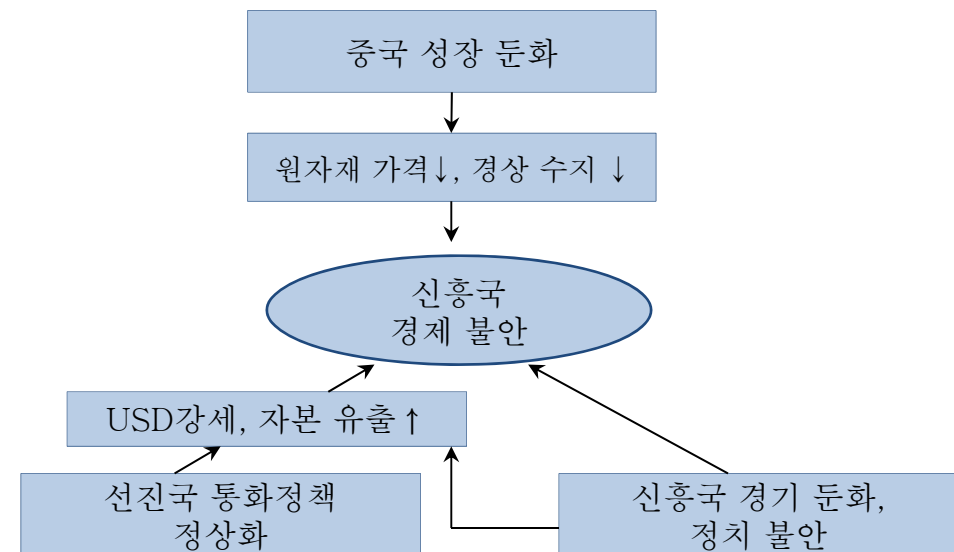 중국 성장 둔화
원자재 가격↓, 경상 수지 ↓
신흥국
경제 불안
USD강세, 자본 유출↑
선진국 통화정책
정상화
신흥국 경기 둔화,
정치 불안